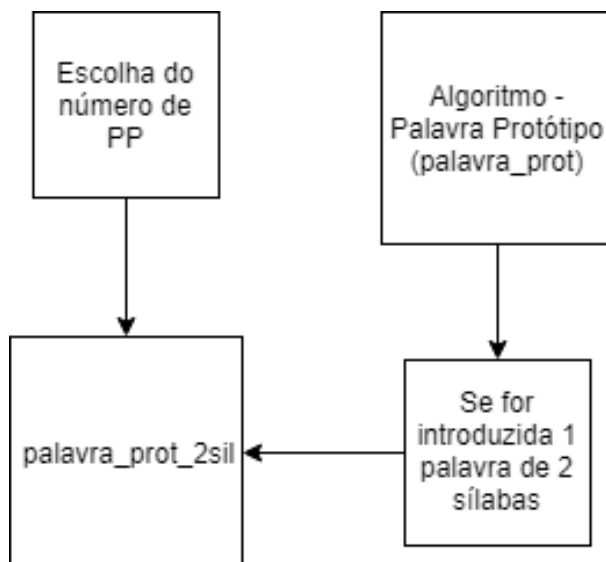 Escolha do
número de
PP
Algoritmo -
Palavra Protótipo
(palavra_prot)
palavra_prot_2sil
Se for
introduzida 1
palavra de 2
sílabas